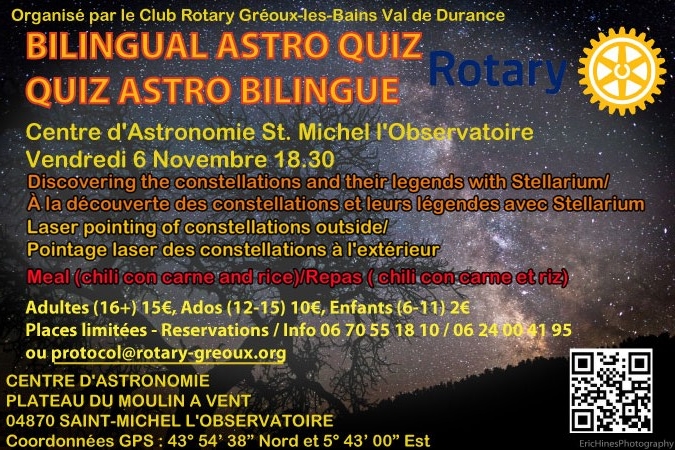 Organisé par le Club Rotary Gréoux-les-Bains Val de Durance
BILINGUAL ASTRO QUIZ
QUIZ ASTRO BILINGUE
Rotary
Centre d'Astronomie St. Michel l'Observatoire
Vendredi 6 Novembre 18.30
Discovering the constellations and their legends with Stellarium/
À la découverte des constellations et leurs légendes avec Stellarium
Laser pointing of constellations outside/
Pointage laser des constellations à l'extérieur
Meal (chili con carne and rice)/Repas ( chili con carne et riz)
Adultes (16+) 15€, Ados (12-15) 10€, Enfants (6-11) 2€
Places limitées - Reservations / Info 06 70 55 18 10 / 06 24 00 41 95
ou protocol@rotary-greoux.org
CENTRE D'ASTRONOMIE
PLATEAU DU MOULIN A VENT
04870 SAINT-MICHEL L'OBSERVATOIRE
Coordonnées GPS : 43° 54' 38” Nord et 5° 43' 00” Est
EricHinesPhotography